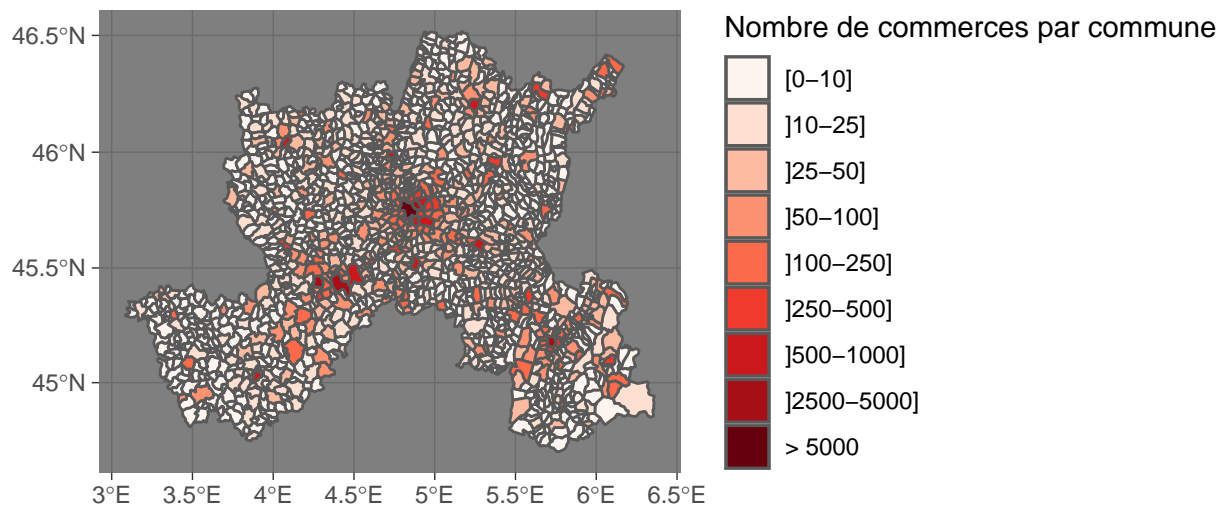 Nombre de commerces par commune
[0−10]
]10−25]
]25−50]
]50−100]
]100−250]
]250−500]
]500−1000]
]2500−5000]
> 5000
46.5°N
46°N
45.5°N
45°N
3°E 3.5°E 4°E 4.5°E 5°E 5.5°E 6°E 6.5°E